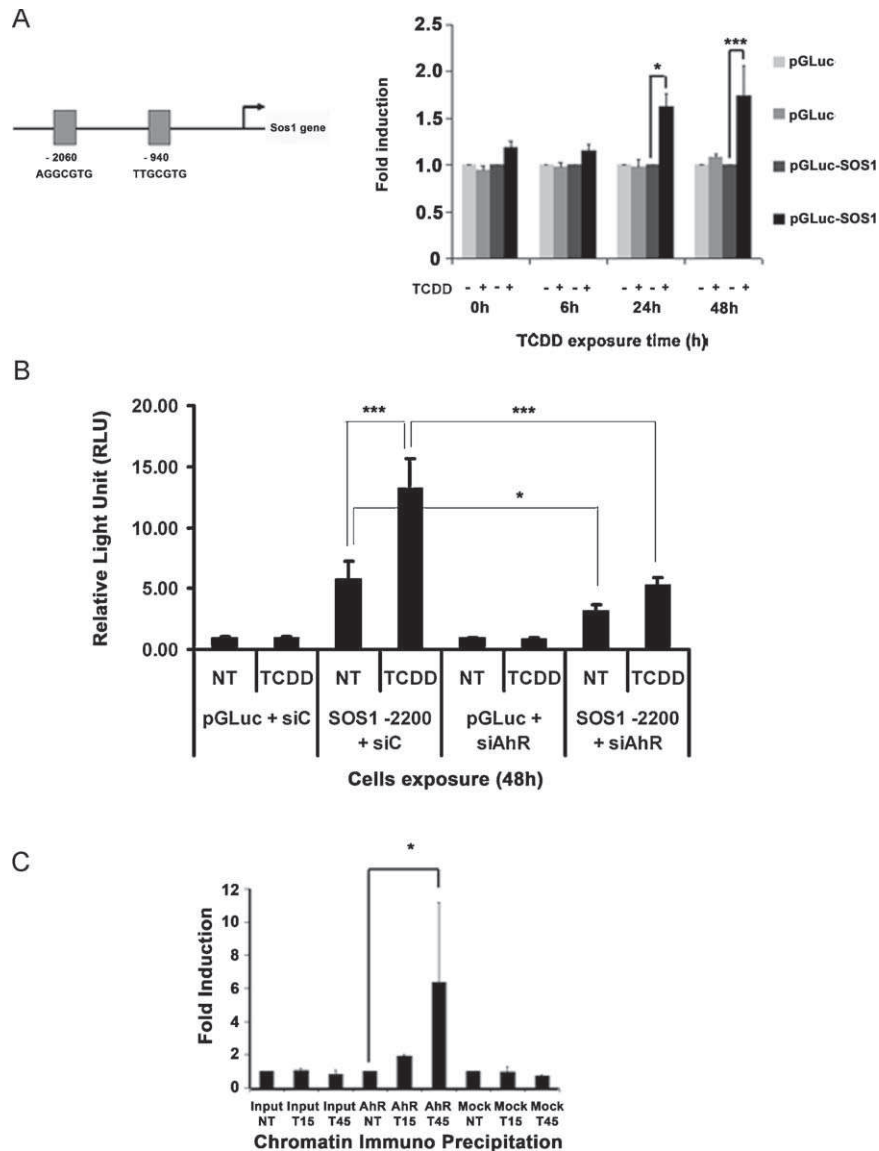 A
Sos1 gene
- 2060
- 940
AGGCGTG
TTGCGTG
Fold induction
2.5
2.0
1.5
1.0
0.5
0
*
***
pGLuc
pGLuc
pGLuc-SOS1
pGLuc-SOS1
TCDD - + - + - + - + - + - + - + - +
0h 6h 24h 48h
TCDD exposure time (h)
B
Relative Light Unit (RLU)
20.00
15.00
10.00
5.00
0.00
*** ***
*
NT TCDD NT TCDD NT TCDD NT TCDD
pGLuc + siC SOS1 -2200 + siC pGLuc + siAhR SOS1 -2200 + siAhR
Cells exposure (48h)
C
Fold Induction
12
10
8
6
4
2
0
*
Input Input Input AhR AhR AhR Mock Mock Mock
NT T15 T45 NT T15 T45 NT T15 T45
Chromatin Immuno Precipitation